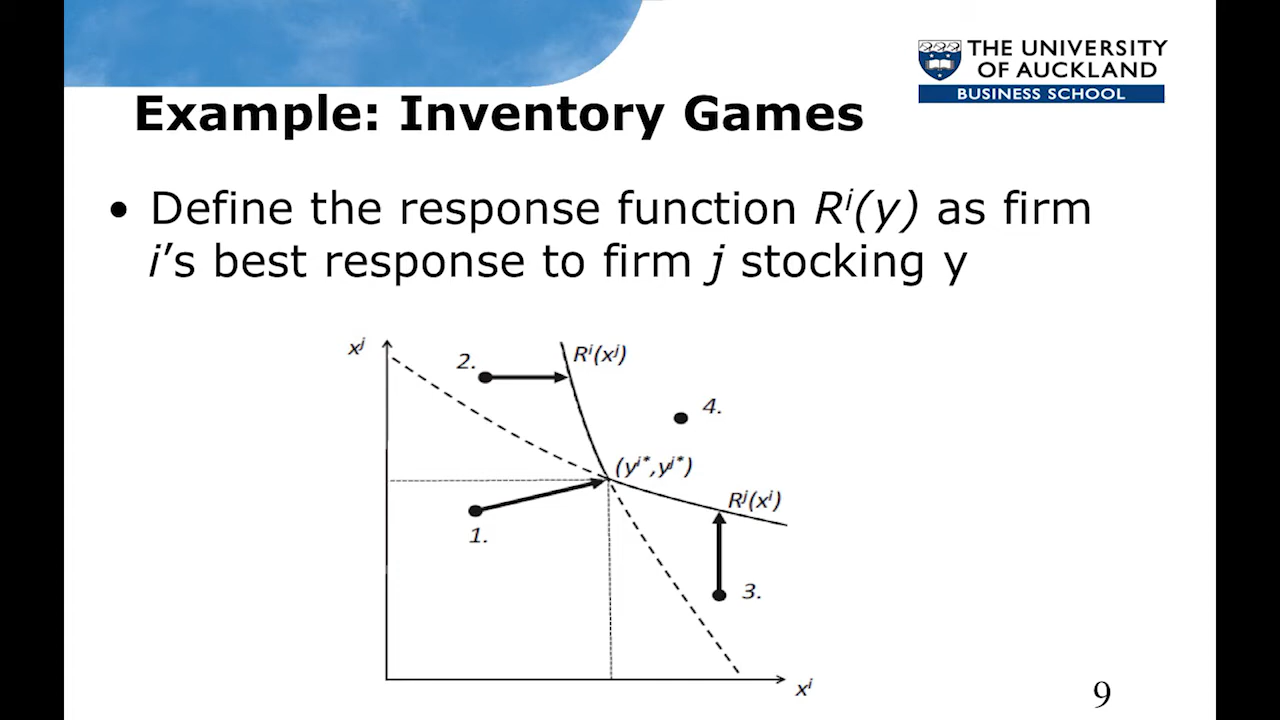 THE UNIVERSITY
OF AUCKLAND
BUSINESS SCHOOL
Example: Inventory Games
• Define the response function Rⁱ(y) as firm
i’s best response to firm j stocking y
xʲ
2.
Rⁱ(xʲ)
4.
(yⁱ*,yʲ*)
Rʲ(xⁱ)
1.
3.
xⁱ
9